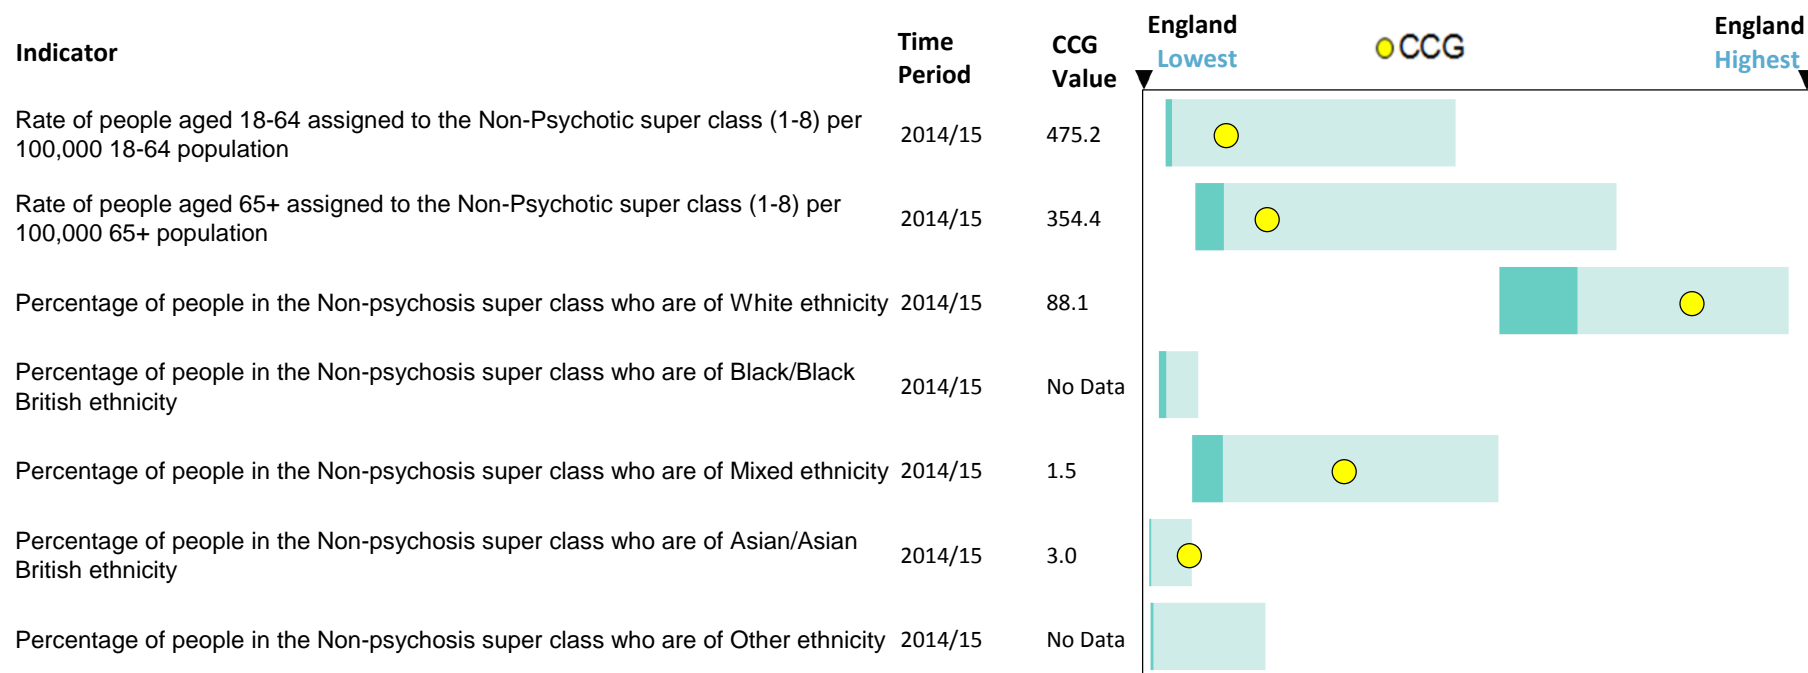 Indicator
Time
Period
CCG
Value
England
Lowest
CCG
England
Highest
Rate of people aged 18-64 assigned to the Non-Psychotic super class (1-8) per
100,000 18-64 population
2014/15
475.2
Rate of people aged 65+ assigned to the Non-Psychotic super class (1-8) per
100,000 65+ population
2014/15
354.4
Percentage of people in the Non-psychosis super class who are of White ethnicity
2014/15
88.1
Percentage of people in the Non-psychosis super class who are of Black/Black
British ethnicity
2014/15
No Data
Percentage of people in the Non-psychosis super class who are of Mixed ethnicity
2014/15
1.5
Percentage of people in the Non-psychosis super class who are of Asian/Asian
British ethnicity
2014/15
3.0
Percentage of people in the Non-psychosis super class who are of Other ethnicity
2014/15
No Data